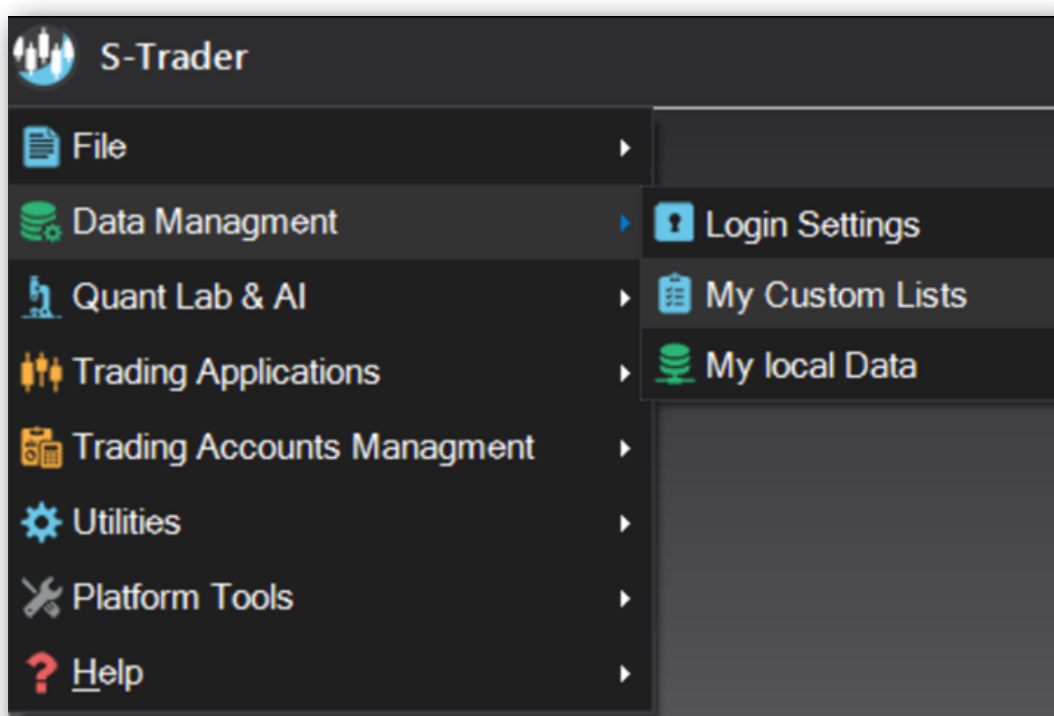 S-Trader
File
Data Managment
Login Settings
Quant Lab & AI
My Custom Lists
Trading Applications
My local Data
Trading Accounts Managment
Utilities
Platform Tools
Help